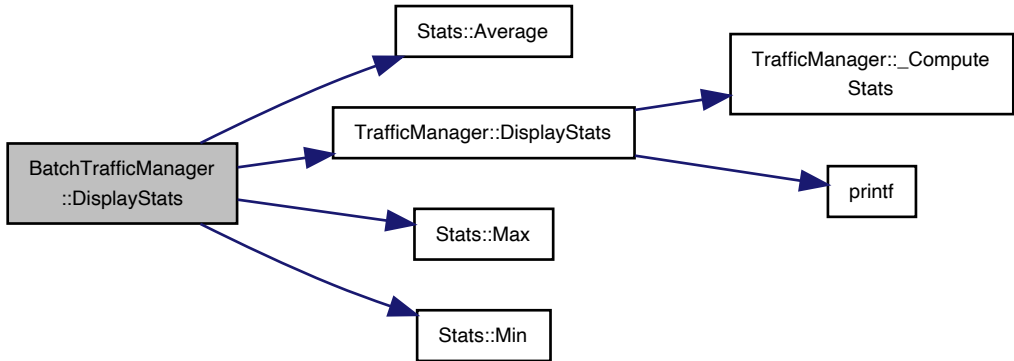 Stats::Average
TrafficManager::_Compute
Stats
TrafficManager::DisplayStats
BatchTrafficManager
::DisplayStats
printf
Stats::Max
Stats::Min